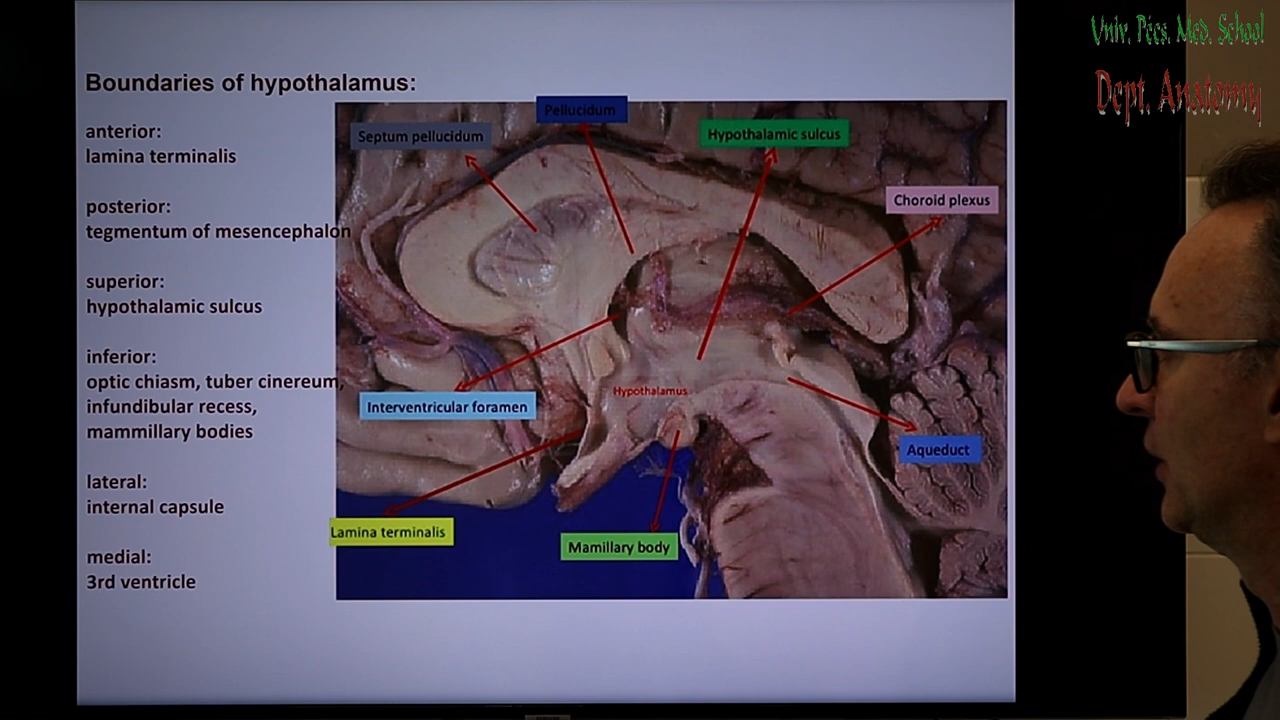 Univ. Pécs. Med. School
Dept. Anatomy
Boundaries of hypothalamus:
anterior:
lamina terminalis
posterior:
tegmentum of mesencephalon
superior:
hypothalamic sulcus
inferior:
optic chiasm, tuber cinereum,
infundibular recess,
mammillary bodies
lateral:
internal capsule
medial:
3rd ventricle
Pellucidum
Septum pellucidum
Hypothalamic sulcus
Choroid plexus
Hypothalamus
Interventricular foramen
Aqueduct
Lamina terminalis
Mamillary body